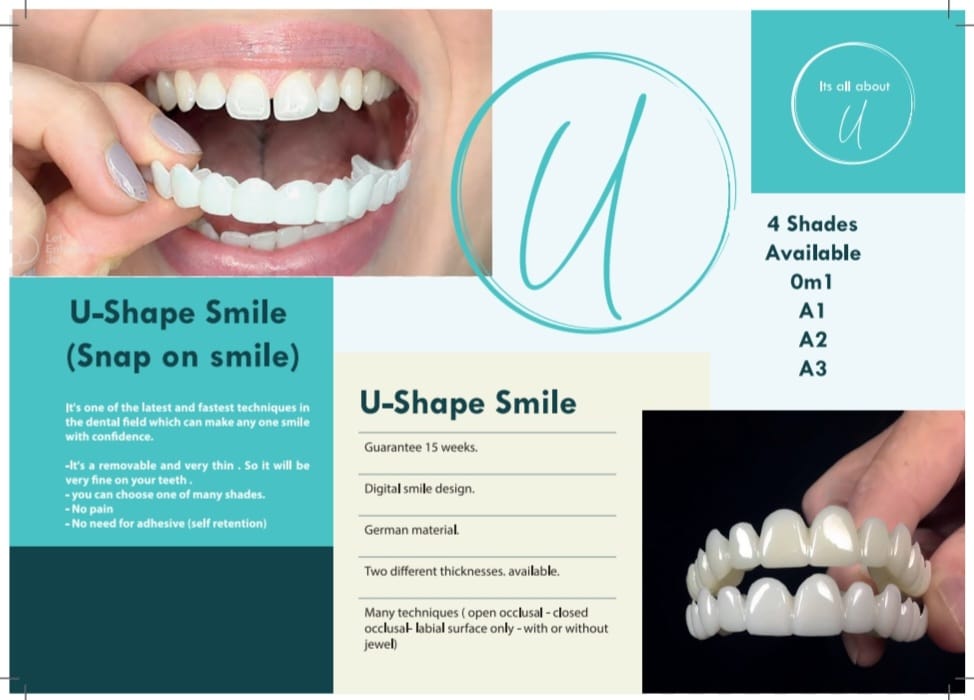 Its all about
U
U
4 Shades
Available
0m1
A1
A2
A3
U-Shape Smile
(Snap on smile)
It's one of the latest and fastest techniques in
the dental field which can make any one smile
with confidence.
-It's a removable and very thin . So it will be
very fine on your teeth .
- you can choose one of many shades.
- No pain
- No need for adhesive (self retention)
U-Shape Smile
Guarantee 15 weeks.
Digital smile design.
German material.
Two different thicknesses. available.
Many techniques ( open occlusal - closed
occlusal- labial surface only - with or without
jewel)